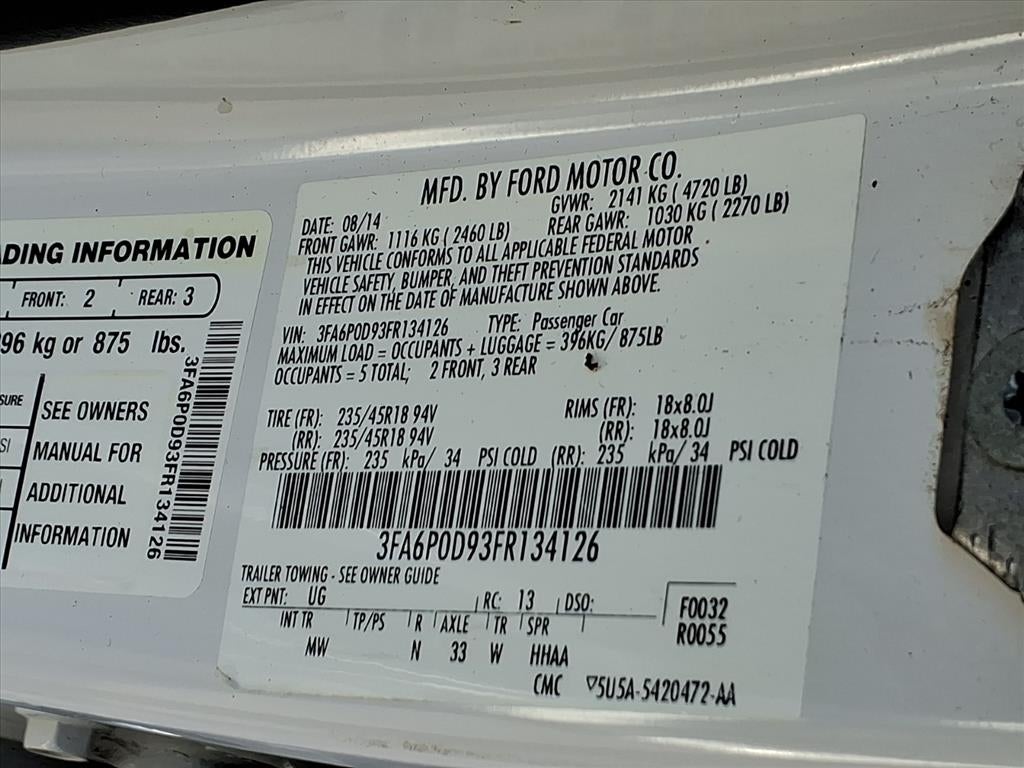 ADING INFORMATION
FRONT: 2 REAR: 3
96 kg or 875 lbs.
SURE
SI
SEE OWNERS
MANUAL FOR
ADDITIONAL
INFORMATION
3FA6P0D93FR134126
MFD. BY FORD MOTOR CO.
DATE: 08/14 GVWR: 2141 KG ( 4720 LB)
FRONT GAWR: 1116 KG ( 2460 LB) REAR GAWR: 1030 KG ( 2270 LB)
THIS VEHICLE CONFORMS TO ALL APPLICABLE FEDERAL MOTOR
VEHICLE SAFETY, BUMPER, AND THEFT PREVENTION STANDARDS
IN EFFECT ON THE DATE OF MANUFACTURE SHOWN ABOVE.
VIN: 3FA6P0D93FR134126 TYPE: Passenger Car
MAXIMUM LOAD = OCCUPANTS + LUGGAGE = 396KG/ 875LB
OCCUPANTS = 5 TOTAL; 2 FRONT, 3 REAR
TIRE (FR): 235/45R18 94V RIMS (FR): 18x8.0J
(RR): 235/45R18 94V (RR): 18x8.0J
PRESSURE (FR): 235 kPa/ 34 PSI COLD (RR): 235 kPa/ 34 PSI COLD
3FA6P0D93FR134126
TRAILER TOWING - SEE OWNER GUIDE
EXT PNT: UG RC: 13 DSO: F0032
INT TR TP/PS R AXLE TR SPR R0055
MW N 33 W HHAA
CMC ▽5U5A-5420472-AA